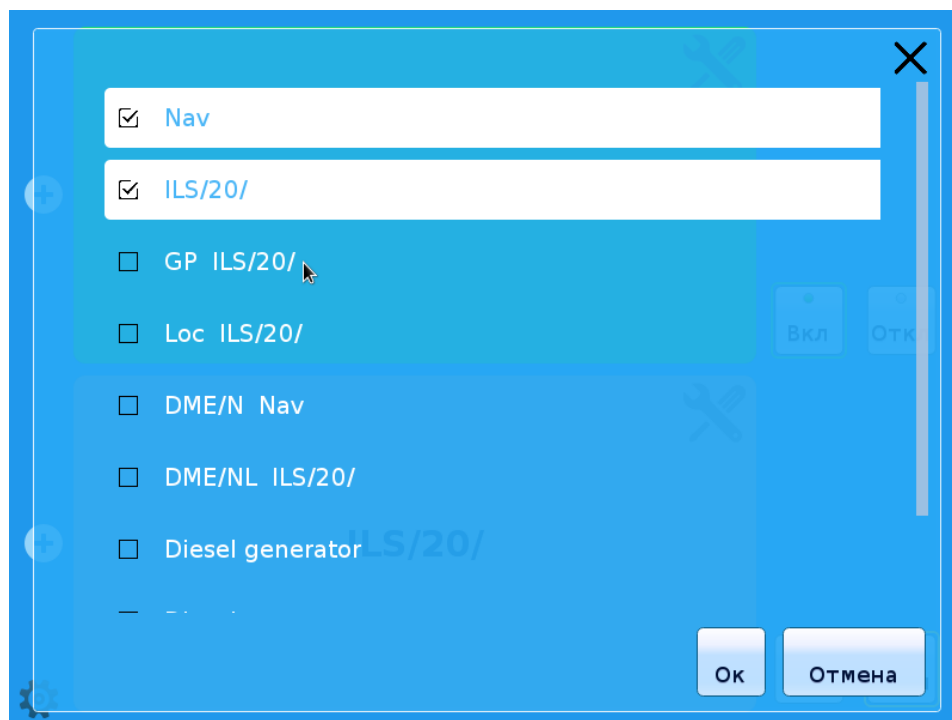 Nav
ILS/20/
GP ILS/20/
Loc ILS/20/
Вкл
Откл
DME/N Nav
DME/NL ILS/20/
Diesel generator
ILS/20/
Ок
Отмена